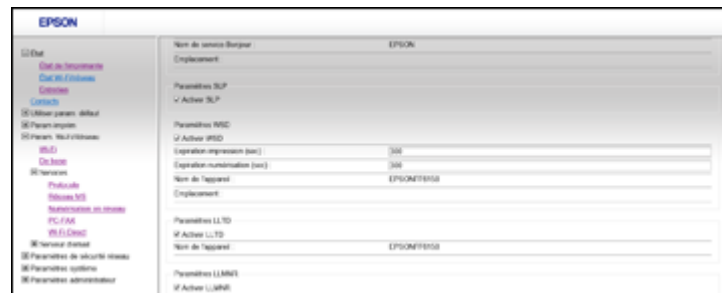 EPSON
État
État de l'imprimante
État Wi-Fi/réseau
Entretien
Contacts
Utiliser param. défaut
Param imprim
Param. Wi-Fi/Réseau
Wi-Fi
De base
Services
Protocole
Réseau MS
Numérisation en réseau
PC-FAX
Wi-Fi Direct
Serveur d'email
Paramètres de sécurité réseau
Paramètres système
Paramètres administrateur
Nom de service Bonjour : EPSON
Emplacement:
Paramètres SLP
Activer SLP
Paramètres WSD
Activer WSD
Expiration impression (sec) : 300
Expiration numérisation (sec) : 300
Nom de l'appareil :
Emplacement:
Paramètres LLTD
Activer LLTD
Nom de l'appareil :
Paramètres LLMNR
Activer LLMNR